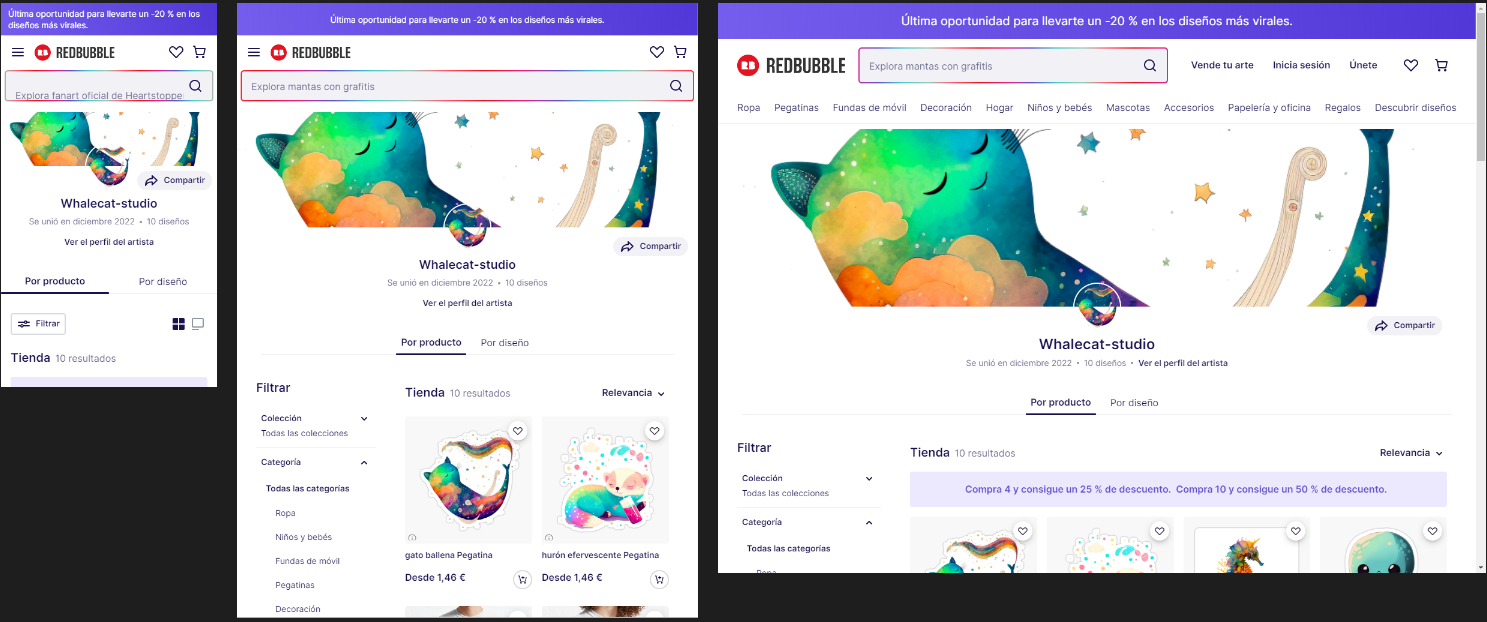 Última oportunidad para llevarte un -20 % en los
diseños más virales.
RB REDBUBBLE
Explora fanart oficial de Heartstoppe
Compartir
Whalecat-studio
Se unió en diciembre 2022 • 10 diseños
Ver el perfil del artista
Por producto
Por diseño
Filtrar
Tienda 10 resultados
Última oportunidad para llevarte un -20 % en los diseños más virales.
RB REDBUBBLE
Explora mantas con grafitis
Compartir
Whalecat-studio
Se unió en diciembre 2022 • 10 diseños
Ver el perfil del artista
Por producto
Por diseño
Filtrar
Tienda 10 resultados
Relevancia
Colección
Todas las colecciones
Categoría
Todas las categorías
Ropa
Niños y bebés
Fundas de móvil
Pegatinas
Decoración
gato ballena Pegatina
Desde 1,46 €
hurón efervescente Pegatina
Desde 1,46 €
Última oportunidad para llevarte un -20 % en los diseños más virales.
RB REDBUBBLE
Explora mantas con grafitis
Vende tu arte
Inicia sesión
Únete
Ropa Pegatinas Fundas de móvil Decoración Hogar Niños y bebés Mascotas Accesorios Papelería y oficina Regalos Descubrir diseños
Compartir
Whalecat-studio
Se unió en diciembre 2022 • 10 diseños • Ver el perfil del artista
Por producto
Por diseño
Filtrar
Tienda 10 resultados
Relevancia
Colección
Todas las colecciones
Compra 4 y consigue un 25 % de descuento. Compra 10 y consigue un 50 % de descuento.
Categoría
Todas las categorías
Ropa